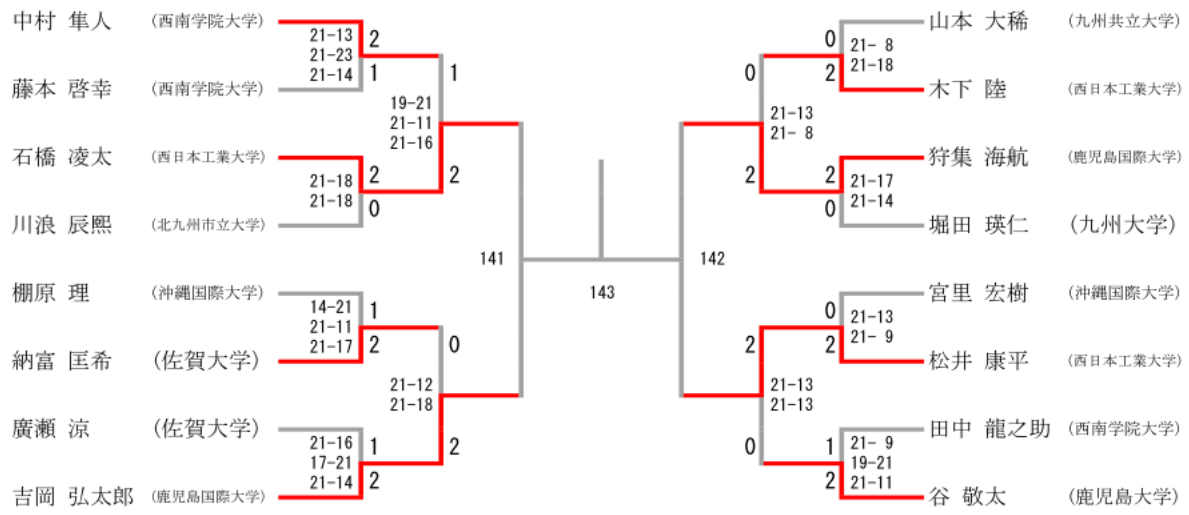 中村 隼人 (西南学院大学)
21-13 2
21-23
21-14 1
藤本 啓幸 (西南学院大学)
1
19-21
21-11
21-16
2
石橋 凌太 (西日本工業大学)
21-18 2
21-18 0
川浪 辰熙 (北九州市立大学)
141
棚原 理 (沖縄国際大学)
14-21 1
21-11
21-17 2
納富 匡希 (佐賀大学)
0
21-12
21-18
2
廣瀬 涼 (佐賀大学)
21-16 1
17-21
21-14 2
吉岡 弘太郎 (鹿児島国際大学)
143
山本 大稀 (九州共立大学)
0 21- 8
2 21-18
木下 陸 (西日本工業大学)
0
21-13
21- 8
2
狩集 海航 (鹿児島国際大学)
2 21-17
0 21-14
堀田 瑛仁 (九州大学)
142
宮里 宏樹 (沖縄国際大学)
0 21-13
2 21- 9
松井 康平 (西日本工業大学)
2
21-13
21-13
0
田中 龍之助 (西南学院大学)
1 21- 9
19-21
2 21-11
谷 敬太 (鹿児島大学)